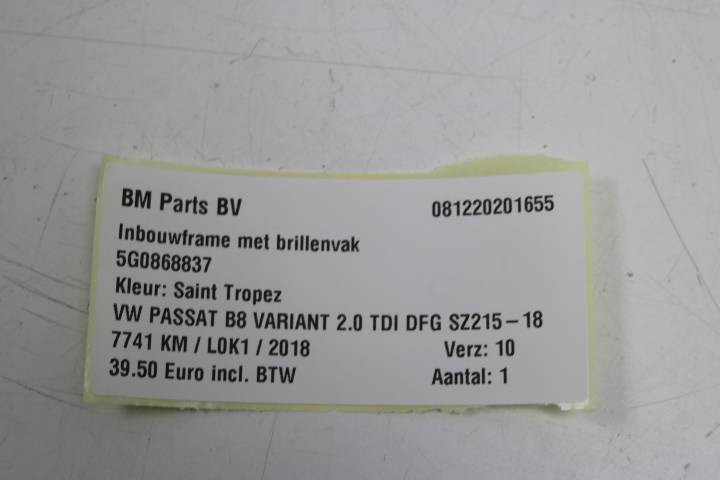 BM Parts BV 081220201655
Inbouwframe met brillenvak
5G0868837
Kleur: Saint Tropez
VW PASSAT B8 VARIANT 2.0 TDI DFG SZ215-18
7741 KM / L0K1 / 2018 Verz: 10
39.50 Euro incl. BTW Aantal: 1